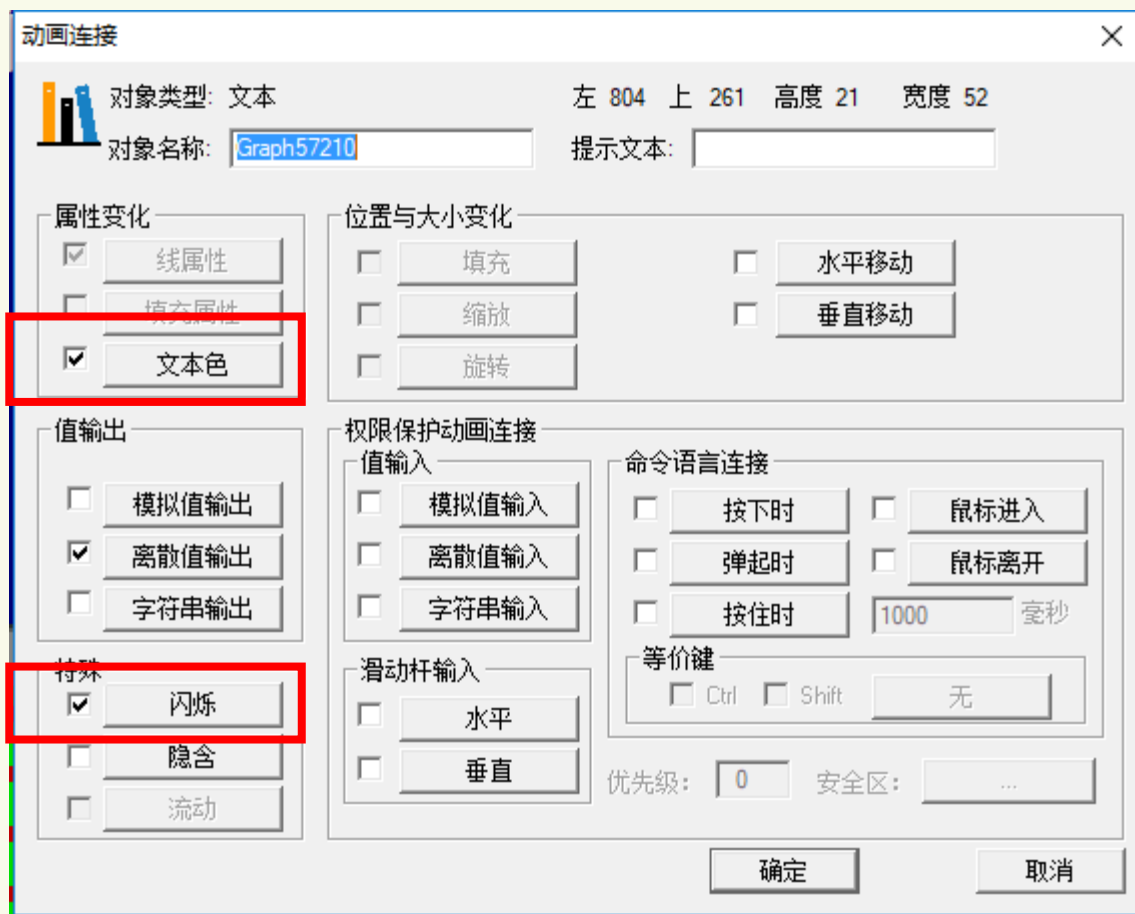 动画连接
对象类型: 文本 左 804 上 261 高度 21 宽度 52
对象名称: Graph57210 提示文本:
属性变化
线属性
填充属性
文本色
位置与大小变化
填充 水平移动
缩放 垂直移动
旋转
值输出
模拟值输出
离散值输出
字符串输出
权限保护动画连接
值输入
模拟值输入
离散值输入
字符串输入
命令语言连接
按下时 鼠标进入
弹起时 鼠标离开
按住时 1000 毫秒
等价键
Ctrl Shift 无
特殊
闪烁
隐含
流动
滑动杆输入
水平
垂直
优先级: 0 安全区: ...
确定 取消